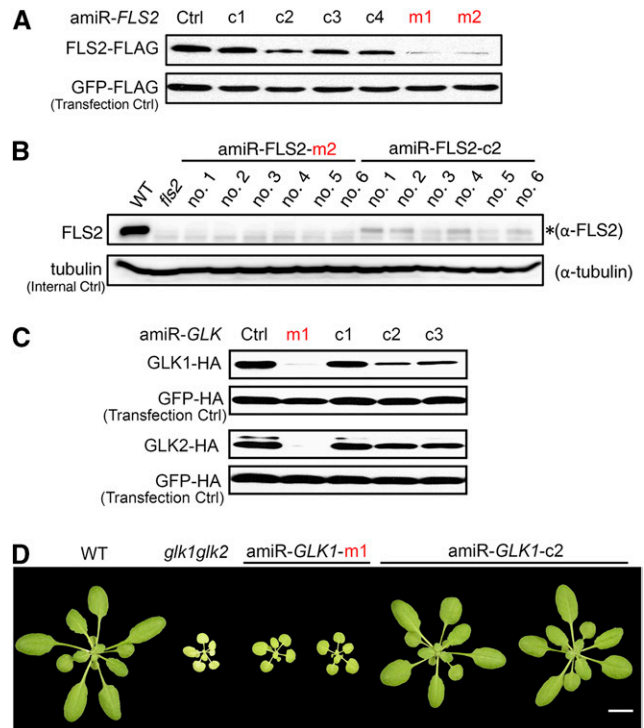 A
amiR-FLS2 Ctrl c1 c2 c3 c4 m1 m2
FLS2-FLAG
GFP-FLAG
(Transfection Ctrl)
B
amiR-FLS2-m2 amiR-FLS2-c2
WT fls2 no. 1 no. 2 no. 3 no. 4 no. 5 no. 6 no. 1 no. 2 no. 3 no. 4 no. 5 no. 6
FLS2 *(α-FLS2)
tubulin (α-tubulin)
(Internal Ctrl)
C
amiR-GLK Ctrl m1 c1 c2 c3
GLK1-HA
GFP-HA
(Transfection Ctrl)
GLK2-HA
GFP-HA
(Transfection Ctrl)
D
WT glk1glk2 amiR-GLK1-m1 amiR-GLK1-c2